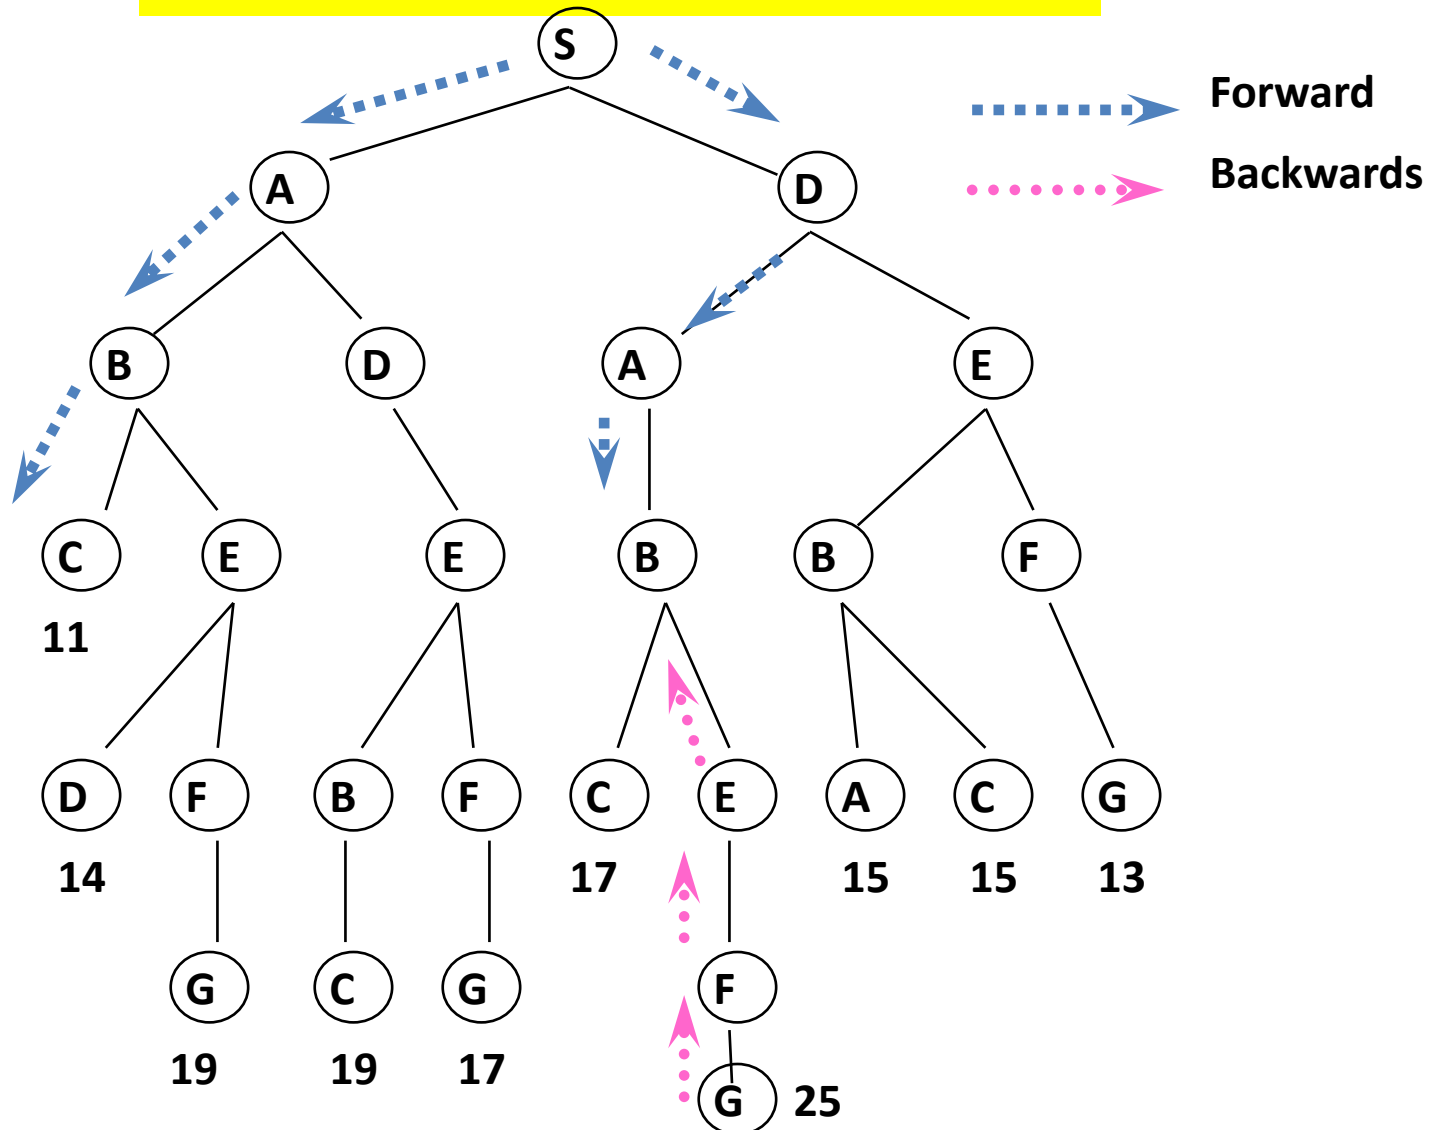 S
Forward
Backwards
A D
B D A E
C E E B B F
11
D F B F C E A C G
14 17 15 15 13
G C G F
19 19 17
G 25